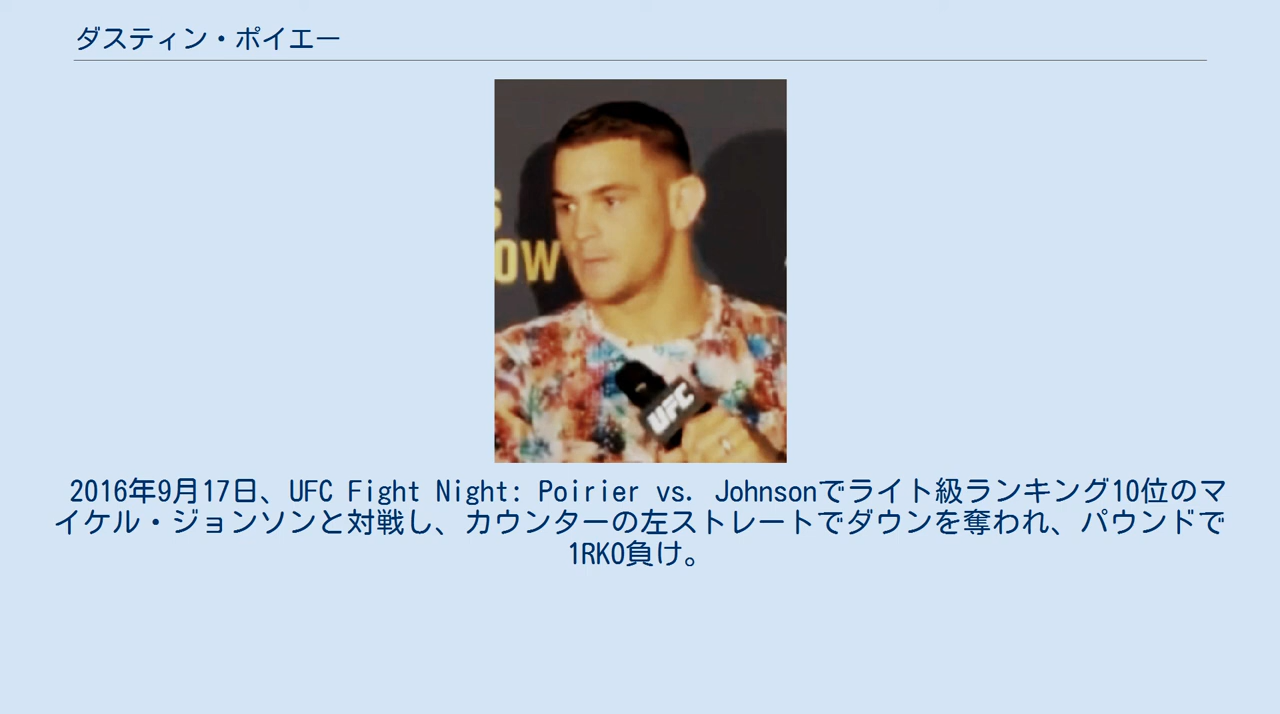 ダスティン・ポイエー
S
OW
UFC
2016年9月17日、UFC Fight Night: Poirier vs. Johnsonでライト級ランキング10位のマ
イケル・ジョンソンと対戦し、カウンターの左ストレートでダウンを奪われ、パウンドで
1RKO負け。